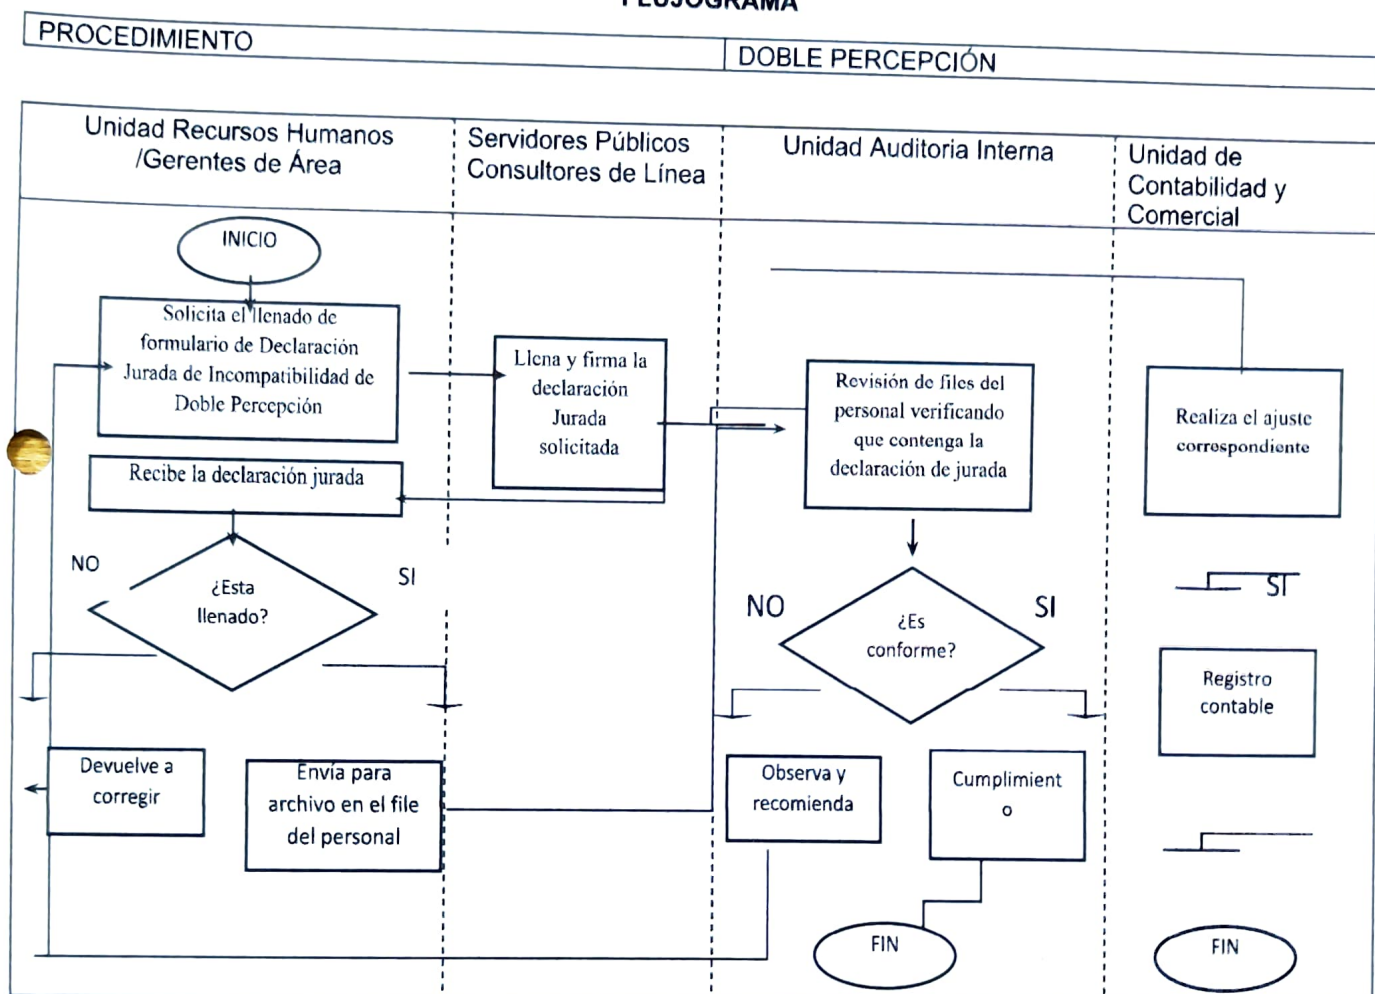 FLUJOGRAMA
PROCEDIMIENTO
DOBLE PERCEPCIÓN
Unidad Recursos Humanos
/Gerentes de Área
Servidores Públicos
Consultores de Línea
Unidad Auditoria Interna
Unidad de
Contabilidad y
Comercial
INICIO
Solicita el llenado de
formulario de Declaración
Jurada de Incompatibilidad de
Doble Percepción
Llena y firma la
declaración
Jurada
solicitada
Revisión de files del
personal verificando
que contenga la
declaración de jurada
Realiza el ajuste
correspondiente
Recibe la declaración jurada
NO
¿Esta
llenado?
SI
NO
¿Es
conforme?
SI
SI
Registro
contable
Devuelve a
corregir
Envía para
archivo en el file
del personal
Observa y
recomienda
Cumplimient
o
FIN
FIN